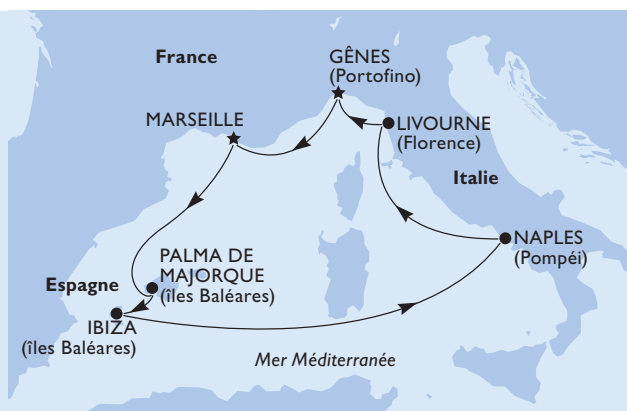 France
GÊNES
(Portofino)
MARSEILLE
LIVOURNE
(Florence)
Italie
NAPLES
(Pompéi)
PALMA DE
MAJORQUE
(îles Baléares)
Espagne
IBIZA
(îles Baléares)
Mer Méditerranée